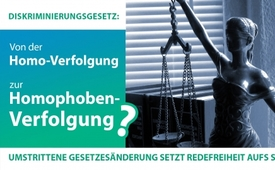 DISKRIMINIERUNGSGESETZ:
Von der
Homo-Verfolgung
zur
Homophoben-
Verfolgung?
UMSTRITTENE GESETZESÄNDERUNG SETZT REDEFREIHEIT AUFS S